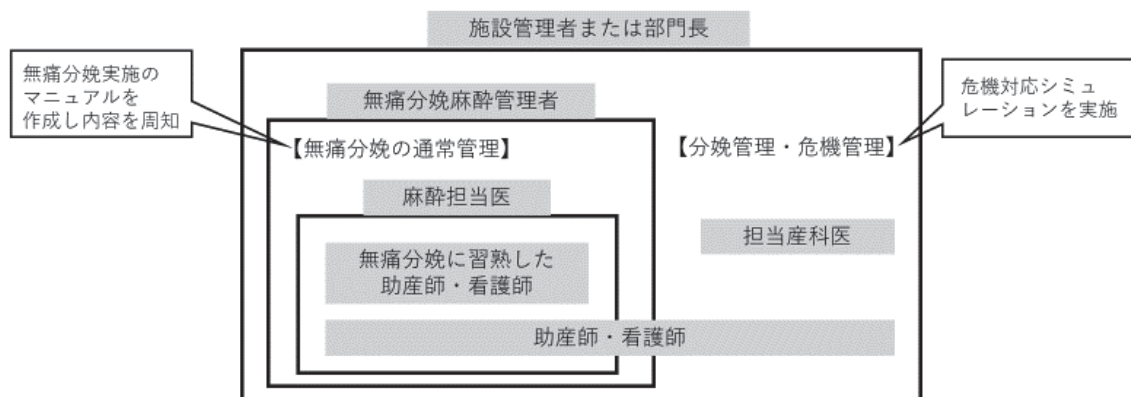 施設管理者または部門長
無痛分娩実施の
マニュアルを
作成し内容を周知
無痛分娩麻酔管理者
危機対応シミュ
レーションを実施
【無痛分娩の通常管理】
【分娩管理・危機管理】
麻酔担当医
担当産科医
無痛分娩に習熟した
助産師・看護師
助産師・看護師